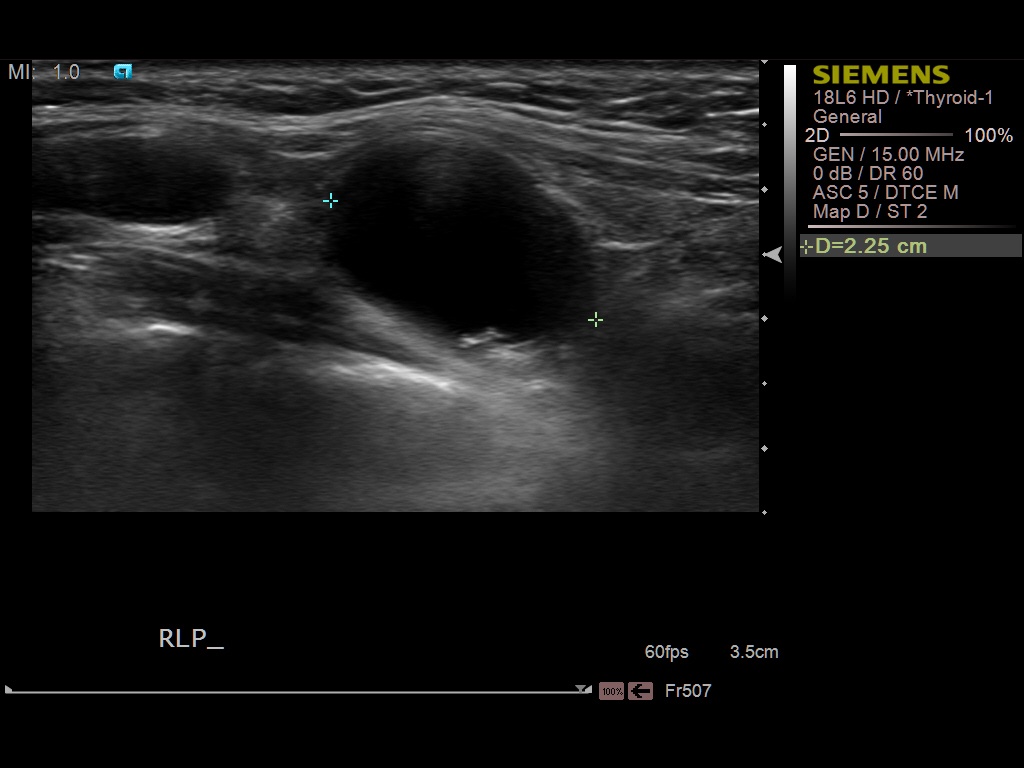 MI: 1.0
SIEMENS
18L6 HD / *Thyroid-1
General
2D 100%
GEN / 15.00 MHz
0 dB / DR 60
ASC 5 / DTCE M
Map D / ST 2
D=2.25 cm
RLP_
60fps 3.5cm
100% Fr507